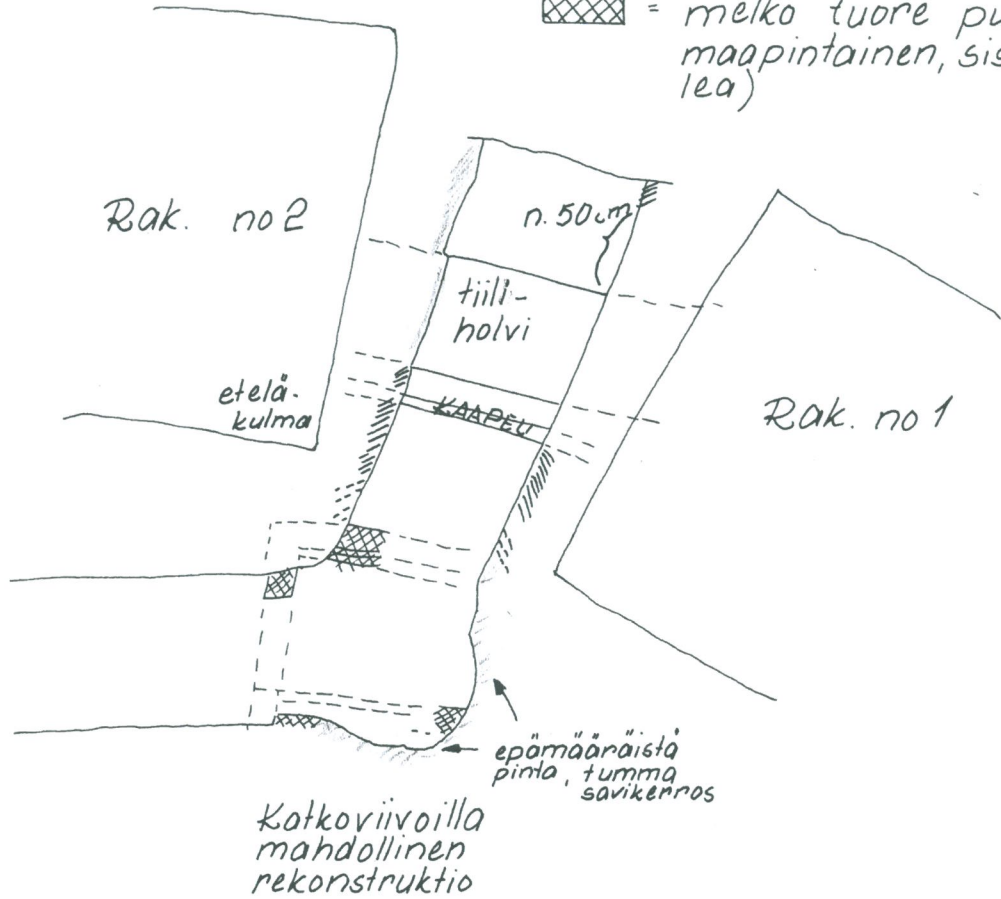 = melko tuore pu
maapintainen, sis
lea)
Rak. no 2
n. 50 cm
tiili-
holvi
etelä-
kulma
KAAPELI
Rak. no 1
epämääräistä
pinta, tumma
savikerros
Katkoviivoilla
mahdollinen
rekonstruktio